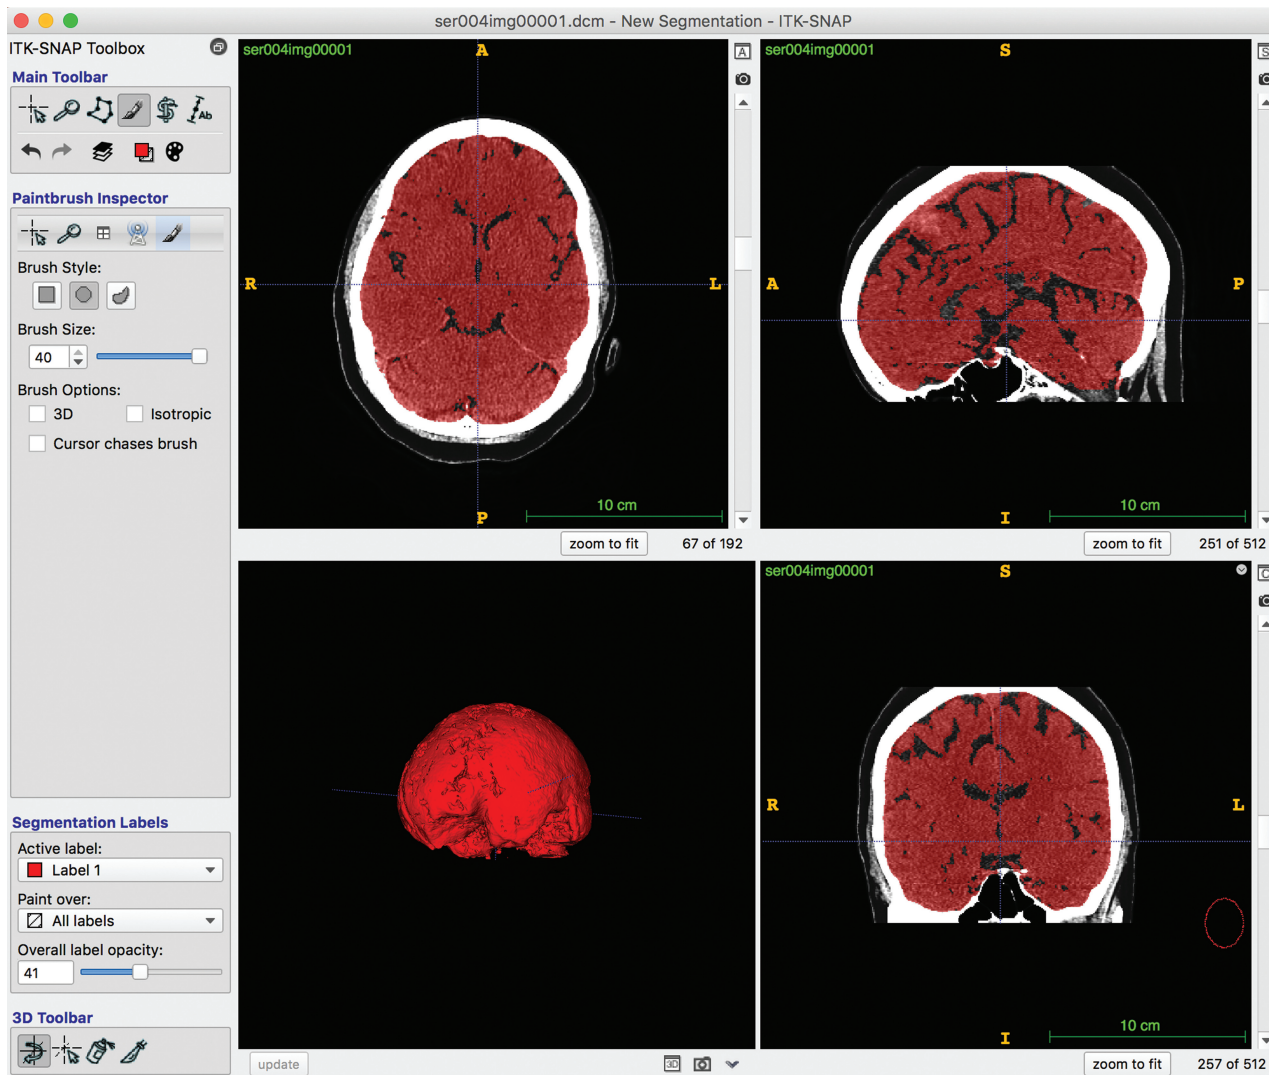 ser004img00001.dcm - New Segmentation - ITK-SNAP
ITK-SNAP Toolbox
Main Toolbar
Ab
Paintbrush Inspector
Brush Style:
Brush Size:
40
Brush Options:
3D
Isotropic
Cursor chases brush
Segmentation Labels
Active label:
Label 1
Paint over:
All labels
Overall label opacity:
41
3D Toolbar
ser004img00001
A
A
R
L
10 cm
P
zoom to fit
67 of 192
ser004img00001
S
S
A
P
10 cm
I
zoom to fit
251 of 512
update
3D
ser004img00001
S
C
R
L
10 cm
I
zoom to fit
257 of 512